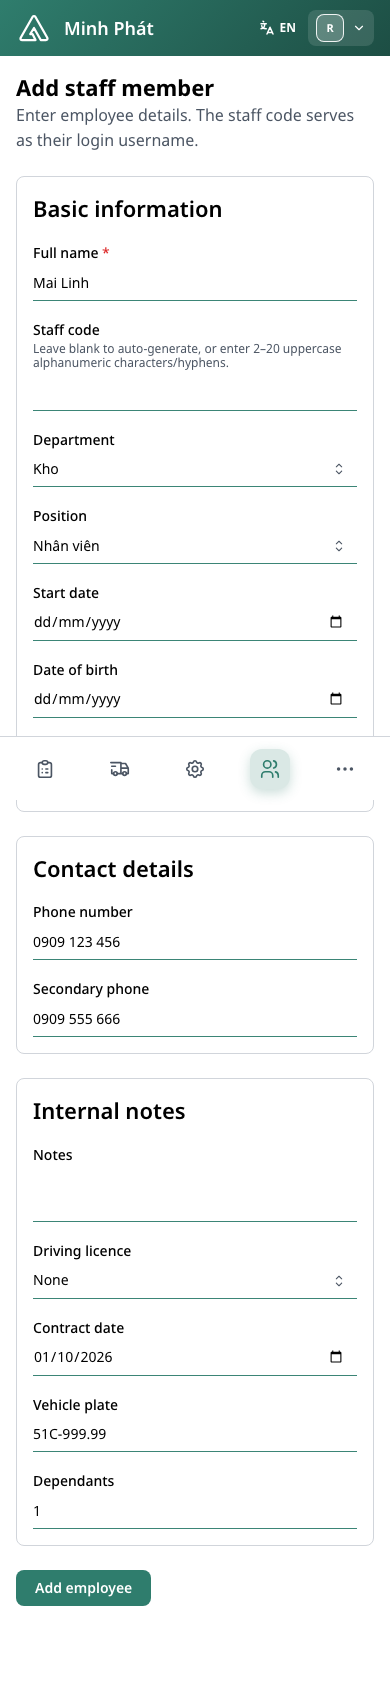 Minh Phát
EN
R
Add staff member
Enter employee details. The staff code serves
as their login username.
Basic information
Full name *
Mai Linh
Staff code
Leave blank to auto-generate, or enter 2–20 uppercase
alphanumeric characters/hyphens.
Department
Kho
Position
Nhân viên
Start date
dd/mm/yyyy
Date of birth
dd/mm/yyyy
Contact details
Phone number
0909 123 456
Secondary phone
0909 555 666
Internal notes
Notes
Driving licence
None
Contract date
01/10/2026
Vehicle plate
51C-999.99
Dependants
1
Add employee